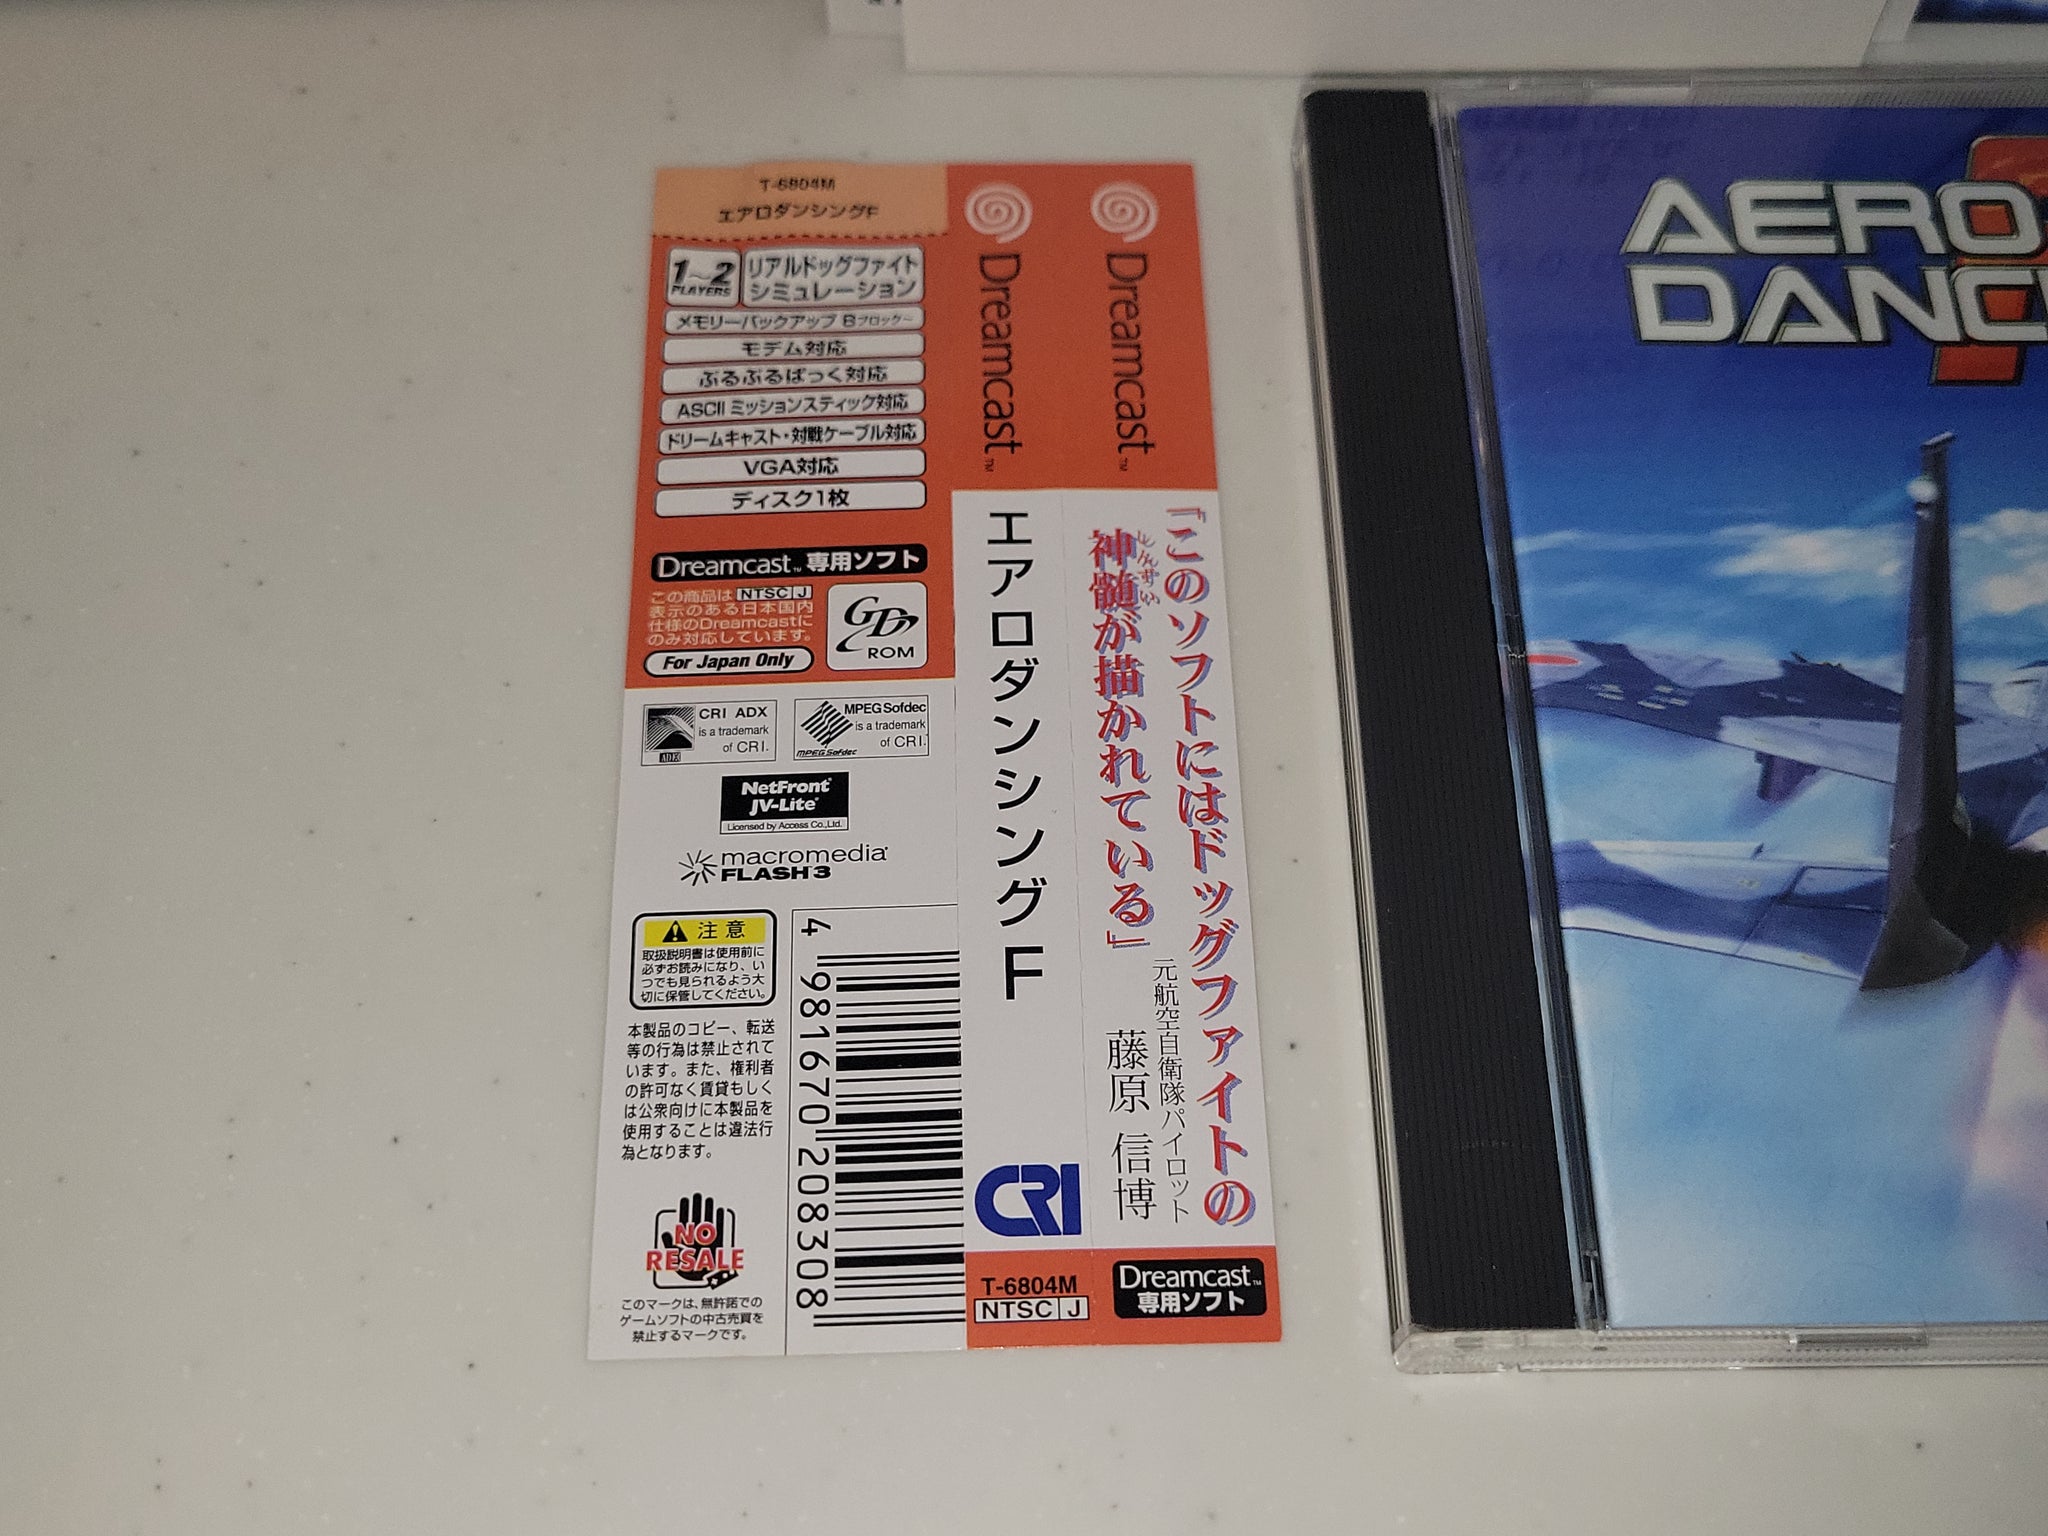 T-6804M
エアロダンシングF
1~2
PLAYERS
リアルドッグファイト
シミュレーション
メモリーバックアップ 8ブロック~
モデム対応
ぷるぷるぱっく対応
ASCII ミッションスティック対応
ドリームキャスト・対戦ケーブル対応
VGA対応
ディスク1枚
Dreamcast™ 専用ソフト
この商品は NTSC J
表示のある日本国内
仕様のDreamcastに
のみ対応しています。
For Japan Only
GD
ROM
CRI ADX
is a trademark
of CRI.
ADX
MPEG Sofdec
is a trademark
of CRI.
MPEG Sofdec
NetFront®
JV-Lite®
Licensed by Access Co.,Ltd.
macromedia®
FLASH 3
注意
取扱説明書は使用前に
必ずお読みになり、い
つでも見られるよう大
切に保管してください。
本製品のコピー、転送
等の行為は禁止されて
います。また、権利者
の許可なく賃貸もしく
は公衆向けに本製品を
使用することは違法行
為となります。
NO
RESALE
このマークは、無許諾での
ゲームソフトの中古売買を
禁止するマークです。
4 981670 208308
Dreamcast™
エアロダンシング F
CRI
T-6804M
NTSC J
Dreamcast™
『このソフトにはドッグファイトの
神髄が描かれている』
しんずい
元航空自衛隊パイロット
藤原 信博
Dreamcast™
専用ソフト
AERO
DANC